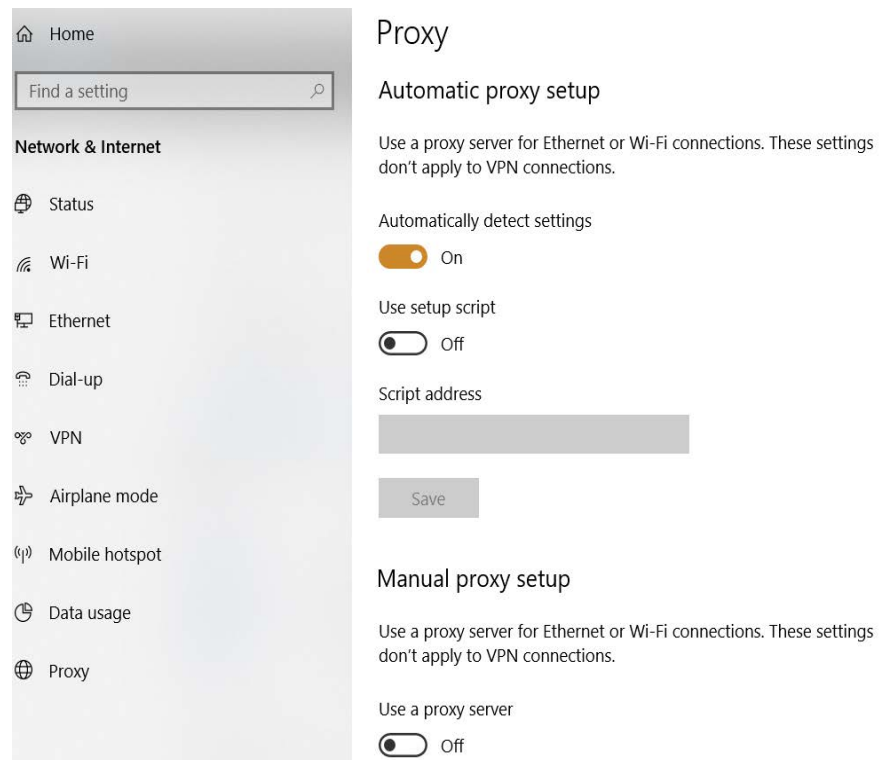 Home
Find a setting
Network & Internet
Status
Wi-Fi
Ethernet
Dial-up
VPN
Airplane mode
Mobile hotspot
Data usage
Proxy
Proxy
Automatic proxy setup
Use a proxy server for Ethernet or Wi-Fi connections. These settings
don't apply to VPN connections.
Automatically detect settings
On
Use setup script
Off
Script address
Save
Manual proxy setup
Use a proxy server for Ethernet or Wi-Fi connections. These settings
don't apply to VPN connections.
Use a proxy server
Off